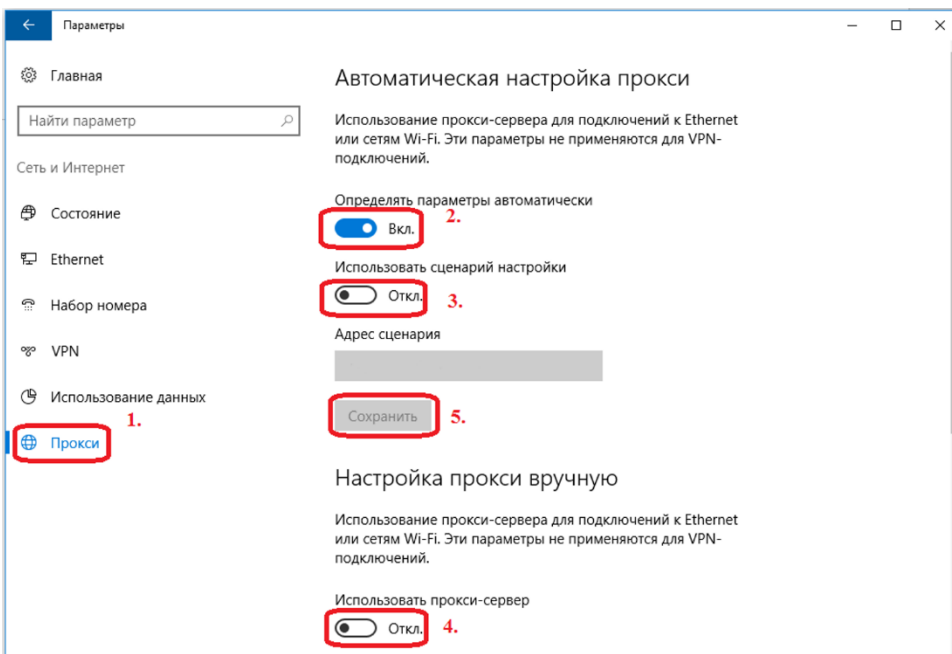 Параметры
Главная
Найти параметр
Сеть и Интернет
Состояние
Ethernet
Набор номера
VPN
Использование данных
1.
Прокси
Автоматическая настройка прокси
Использование прокси-сервера для подключений к Ethernet
или сетям Wi-Fi. Эти параметры не применяются для VPN-
подключений.
Определять параметры автоматически
2.
Вкл.
Использовать сценарий настройки
Откл.
3.
Адрес сценария
Сохранить
5.
Настройка прокси вручную
Использование прокси-сервера для подключений к Ethernet
или сетям Wi-Fi. Эти параметры не применяются для VPN-
подключений.
Использовать прокси-сервер
Откл.
4.